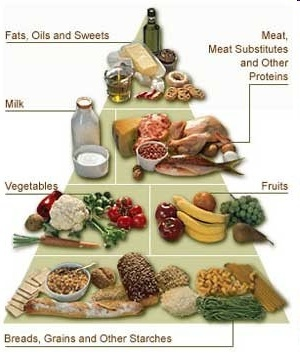 Fats, Oils and Sweets
Meat,
Meat Substitutes
and Other
Proteins
Milk
Vegetables
Fruits
Breads, Grains and Other Starches